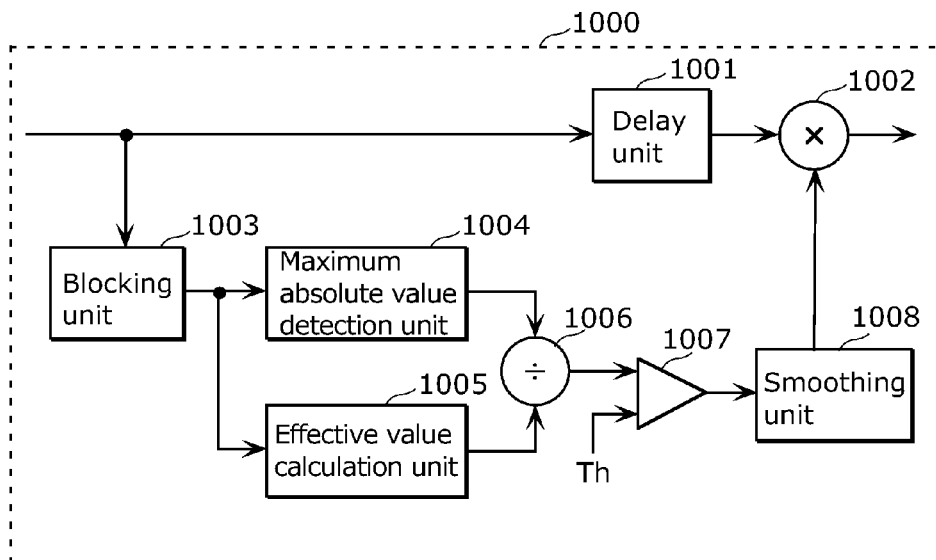 1000
1001
Delay
unit
1002
×
1003
Blocking
unit
1004
Maximum
absolute value
detection unit
1005
Effective value
calculation unit
1006
÷
1007
Th
1008
Smoothing
unit